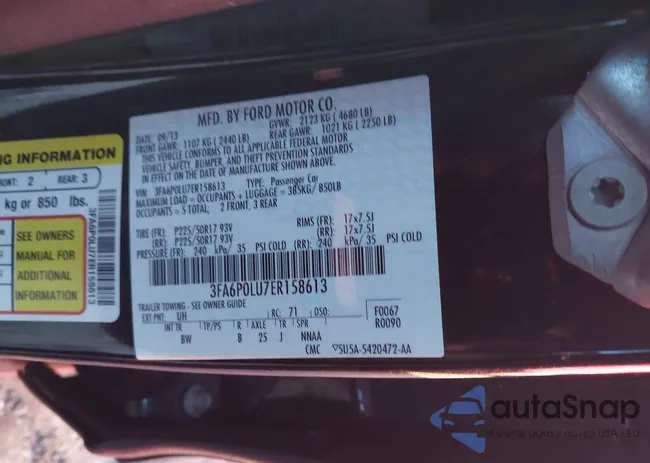 MFD. BY FORD MOTOR CO.
DATE: 08/13
GVWR: 2123 KG ( 4680 LB)
FRONT GAWR: 1107 KG ( 2440 LB)
REAR GAWR: 1021 KG ( 2250 LB)
THIS VEHICLE CONFORMS TO ALL APPLICABLE FEDERAL MOTOR
VEHICLE SAFETY, BUMPER, AND THEFT PREVENTION STANDARDS
IN EFFECT ON THE DATE OF MANUFACTURE SHOWN ABOVE.
VIN: 3FA6P0LU7ER158613
TYPE: Passenger Car
MAXIMUM LOAD = OCCUPANTS + LUGGAGE = 385KG/ 850LB
OCCUPANTS = 5 TOTAL; 2 FRONT, 3 REAR
TIRE (FR): P225/50R17 93V RIMS (FR): 17x7.5J
(RR): P225/50R17 93V (RR): 17x7.5J
PRESSURE (FR): 240 kPa/ 35 PSI COLD (RR): 240 kPa/ 35 PSI COLD
3FA6P0LU7ER158613
TRAILER TOWING - SEE OWNER GUIDE
EXT PNT: UH RC: 71 DSO: F0067
R0090
INT TR TP/PS R AXLE TR SPR
BW B 25 J NNAA
CMC 5U5A-5420472-AA
NG INFORMATION
FRONT: 2 REAR: 3
kg or 850 lbs.
SEE OWNERS
MANUAL FOR
ADDITIONAL
INFORMATION
3FA6P0LU7ER158613
autaSnap